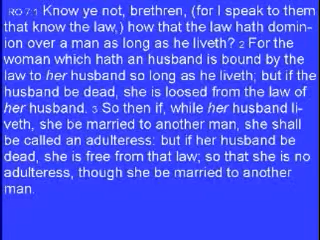 RO 7:1 Know ye not, brethren, (for I speak to them
that know the law,) how that the law hath domin-
ion over a man as long as he liveth? 2 For the
woman which hath an husband is bound by the
law to her husband so long as he liveth; but if the
husband be dead, she is loosed from the law of
her husband. 3 So then if, while her husband li-
veth, she be married to another man, she shall
be called an adulteress: but if her husband be
dead, she is free from that law; so that she is no
adulteress, though she be married to another
man.